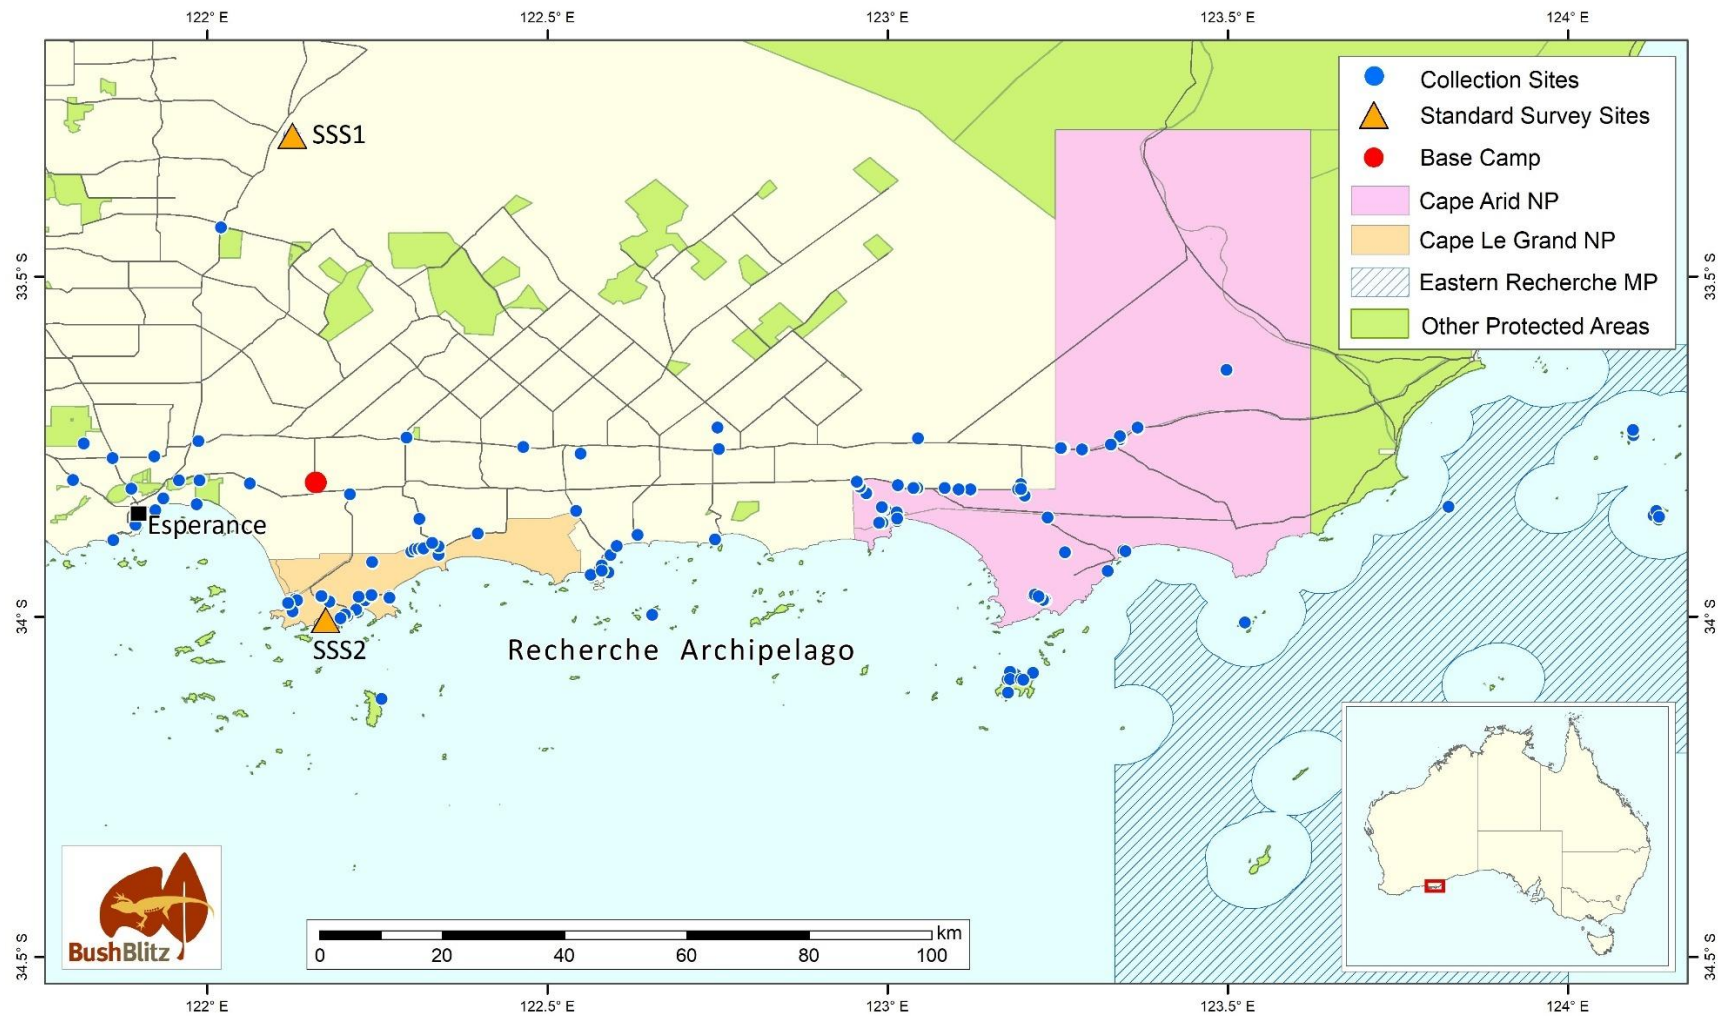 122° E
122.5° E
123° E
123.5° E
124° E
Collection Sites
Standard Survey Sites
Base Camp
Cape Arid NP
Cape Le Grand NP
Eastern Recherche MP
Other Protected Areas
SSS1
33.5° S
33.5° S
Esperance
34° S
34° S
SSS2
Recherche Archipelago
BushBlitz
km
0
20
40
60
80
100
34.5° S
34.5° S
122° E
122.5° E
123° E
123.5° E
124° E